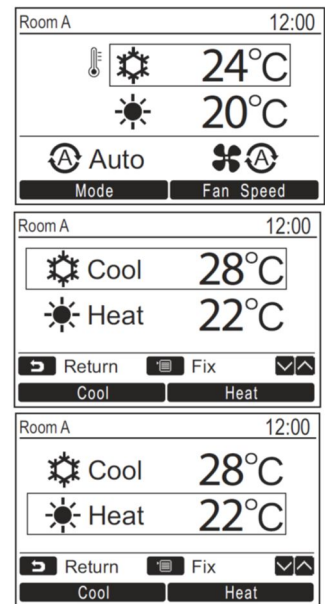 Room A 12:00
24°C
20°C
A Auto A
Mode Fan Speed
Room A 12:00
Cool 28°C
Heat 22°C
Return Fix
Cool Heat
Room A 12:00
Cool 28°C
Heat 22°C
Return Fix
Cool Heat